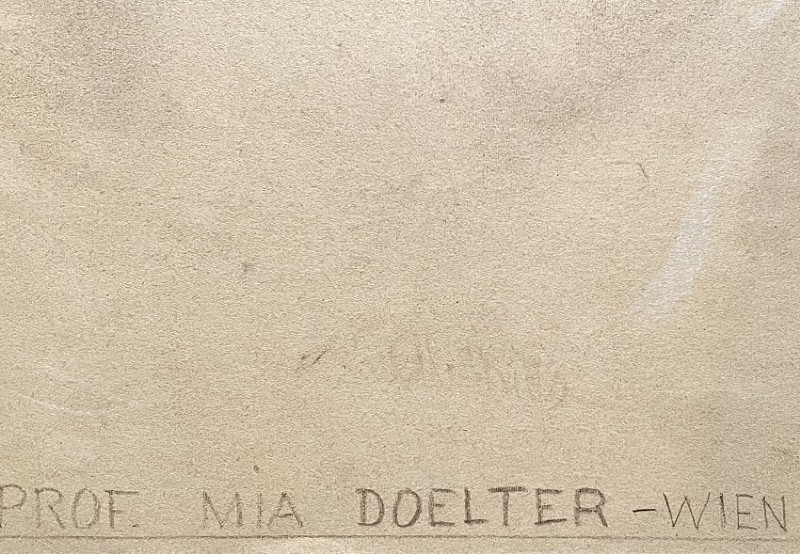 PROF. MIA DOELTER - WIEN